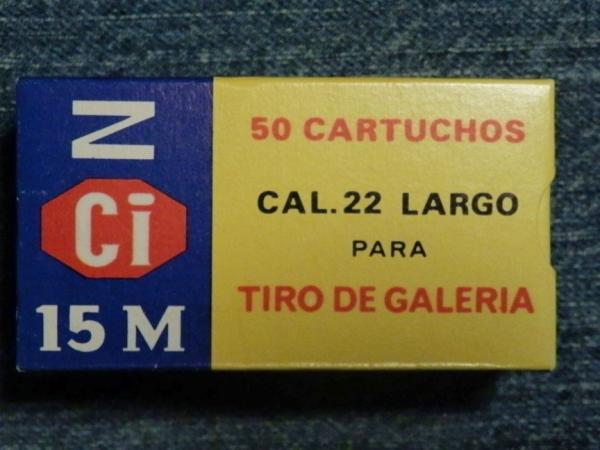 Z
Ci
15 M
50 CARTUCHOS
CAL.22 LARGO
PARA
TIRO DE GALERIA